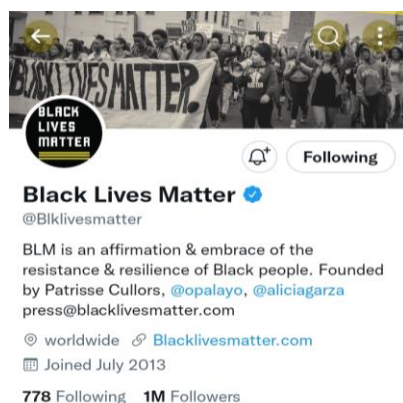 BLACK LIVES MATTER.
BLACK
LIVES
MATTER
Following
Black Lives Matter
@Blklivesmatter
BLM is an affirmation & embrace of the
resistance & resilience of Black people. Founded
by Patrisse Cullors, @opalayo, @aliciagarza
press@blacklivesmatter.com
worldwide Blacklivesmatter.com
Joined July 2013
778 Following 1M Followers